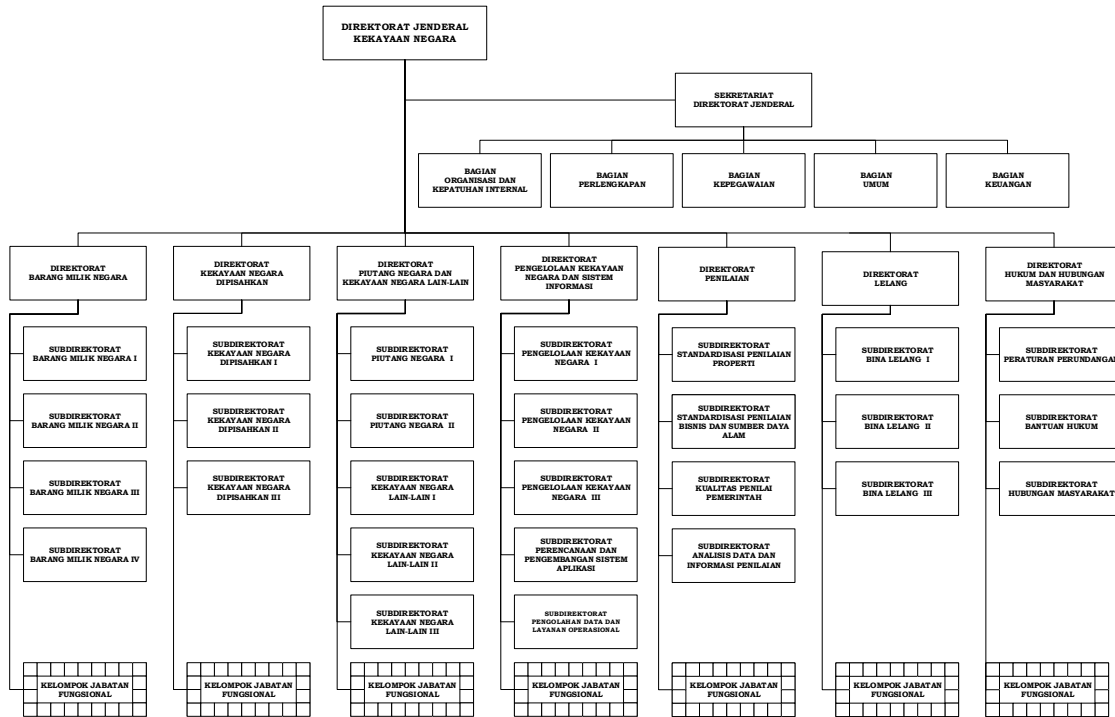 DIREKTORAT JENDERAL
KEKAYAAN NEGARA
SEKRETARIAT
DIREKTORAT JENDERAL
BAGIAN
ORGANISASI DAN
KEPATUHAN INTERNAL
BAGIAN
PERLENGKAPAN
BAGIAN
KEPEGAWAIAN
BAGIAN
UMUM
BAGIAN
KEUANGAN
DIREKTORAT
BARANG MILIK NEGARA
DIREKTORAT
KEKAYAAN NEGARA
DIPISAHKAN
DIREKTORAT
PIUTANG NEGARA DAN
KEKAYAAN NEGARA LAIN-LAIN
DIREKTORAT
PENGELOLAAN KEKAYAAN
NEGARA DAN SISTEM
INFORMASI
DIREKTORAT
PENILAIAN
DIREKTORAT
LELANG
DIREKTORAT
HUKUM DAN HUBUNGAN
MASYARAKAT
SUBDIREKTORAT
BARANG MILIK NEGARA I
SUBDIREKTORAT
KEKAYAAN NEGARA
DIPISAHKAN I
SUBDIREKTORAT
PIUTANG NEGARA I
SUBDIREKTORAT
PENGELOLAAN KEKAYAAN
NEGARA I
SUBDIREKTORAT
STANDARDISASI PENILAIAN
PROPERTI
SUBDIREKTORAT
BINA LELANG I
SUBDIREKTORAT
PERATURAN PERUNDANGAN
SUBDIREKTORAT
BARANG MILIK NEGARA II
SUBDIREKTORAT
KEKAYAAN NEGARA
DIPISAHKAN II
SUBDIREKTORAT
PIUTANG NEGARA II
SUBDIREKTORAT
PENGELOLAAN KEKAYAAN
NEGARA II
SUBDIREKTORAT
STANDARDISASI PENILAIAN
BISNIS DAN SUMBER DAYA
ALAM
SUBDIREKTORAT
BINA LELANG II
SUBDIREKTORAT
BANTUAN HUKUM
SUBDIREKTORAT
BARANG MILIK NEGARA III
SUBDIREKTORAT
KEKAYAAN NEGARA
DIPISAHKAN III
SUBDIREKTORAT
KEKAYAAN NEGARA
LAIN-LAIN I
SUBDIREKTORAT
PENGELOLAAN KEKAYAAN
NEGARA III
SUBDIREKTORAT
KUALITAS PENILAI
PEMERINTAH
SUBDIREKTORAT
BINA LELANG III
SUBDIREKTORAT
HUBUNGAN MASYARAKAT
SUBDIREKTORAT
BARANG MILIK NEGARA IV
SUBDIREKTORAT
KEKAYAAN NEGARA
LAIN-LAIN II
SUBDIREKTORAT
PERENCANAAN DAN
PENGEMBANGAN SISTEM
APLIKASI
SUBDIREKTORAT
ANALISIS DATA DAN
INFORMASI PENILAIAN
SUBDIREKTORAT
KEKAYAAN NEGARA
LAIN-LAIN III
SUBDIREKTORAT
PENGOLAHAN DATA DAN
LAYANAN OPERASIONAL
KELOMPOK JABATAN
FUNGSIONAL
KELOMPOK JABATAN
FUNGSIONAL
KELOMPOK JABATAN
FUNGSIONAL
KELOMPOK JABATAN
FUNGSIONAL
KELOMPOK JABATAN
FUNGSIONAL
KELOMPOK JABATAN
FUNGSIONAL
KELOMPOK JABATAN
FUNGSIONAL